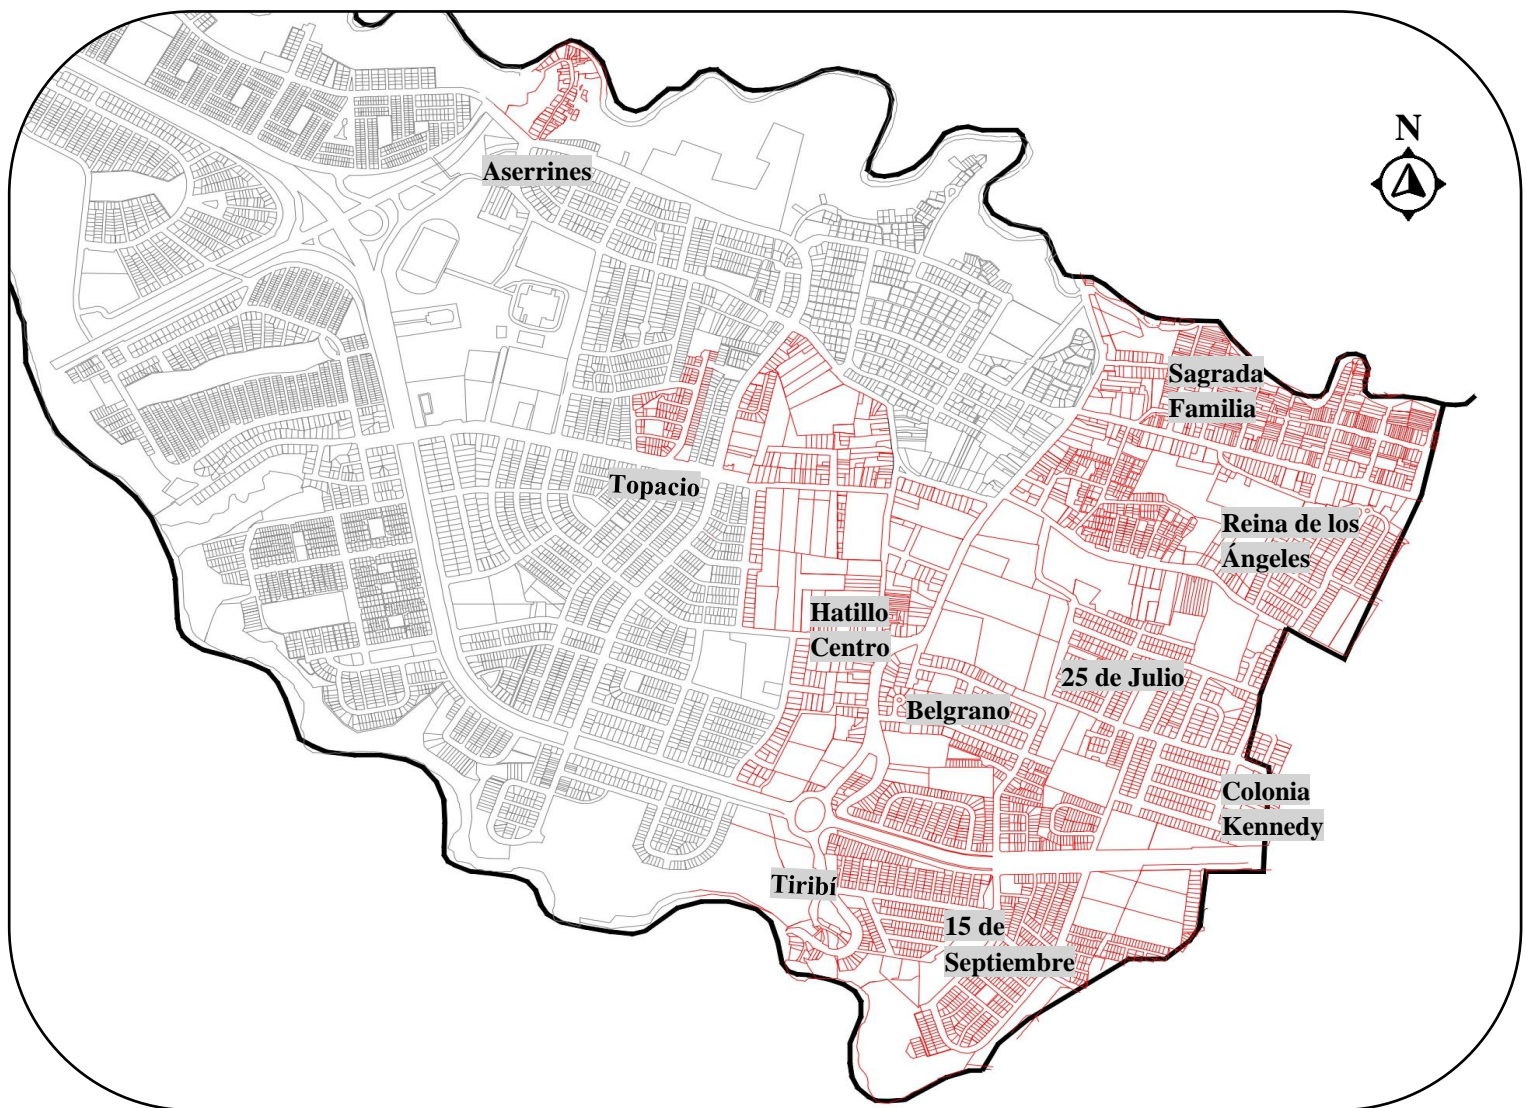 N
Aserrines
Sagrada
Familia
Topacio
Reina de los
Ángeles
Hatillo
Centro
25 de Julio
Belgrano
Colonia
Kennedy
Tiribí
15 de
Septiembre